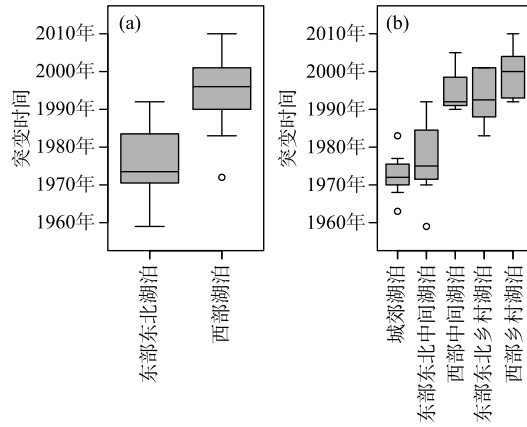 (a)
突变时间
2010年
2000年
1990年
1980年
1970年
1960年
东部东北湖泊
西部湖泊
(b)
突变时间
2010年
2000年
1990年
1980年
1970年
1960年
城郊湖泊
东部东北中间湖泊
西部中间湖泊
东部东北乡村湖泊
西部乡村湖泊